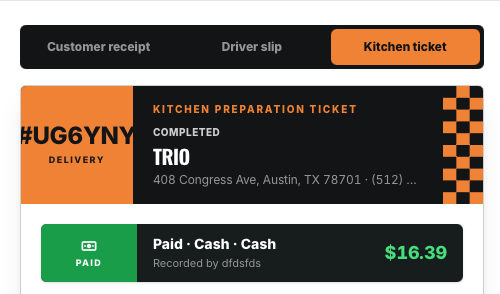 Customer receipt
Driver slip
Kitchen ticket
#UG6YNY
DELIVERY
KITCHEN PREPARATION TICKET
COMPLETED
TRIO
408 Congress Ave, Austin, TX 78701 · (512) ...
PAID
Paid · Cash · Cash
Recorded by dfdsfds
$16.39